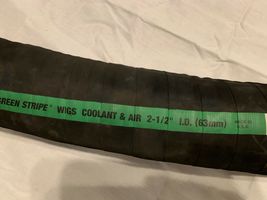 GREEN STRIPE® WIGS COOLANT & AIR 2-1/2" I.D. (63mm)